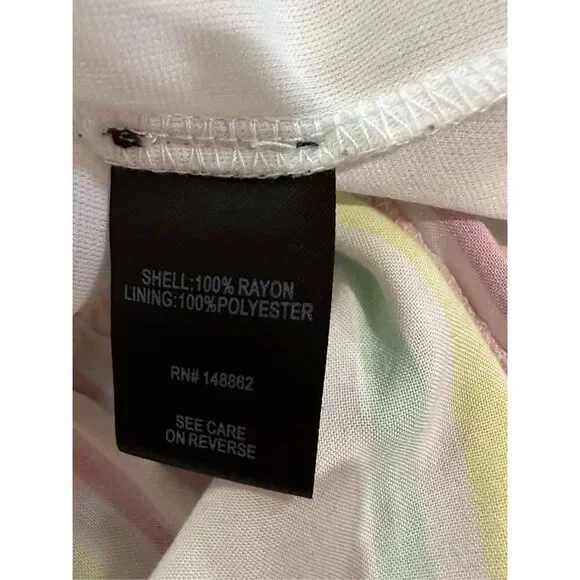 SHELL:100% RAYON
LINING:100%POLYESTER
RN# 148862
SEE CARE
ON REVERSE